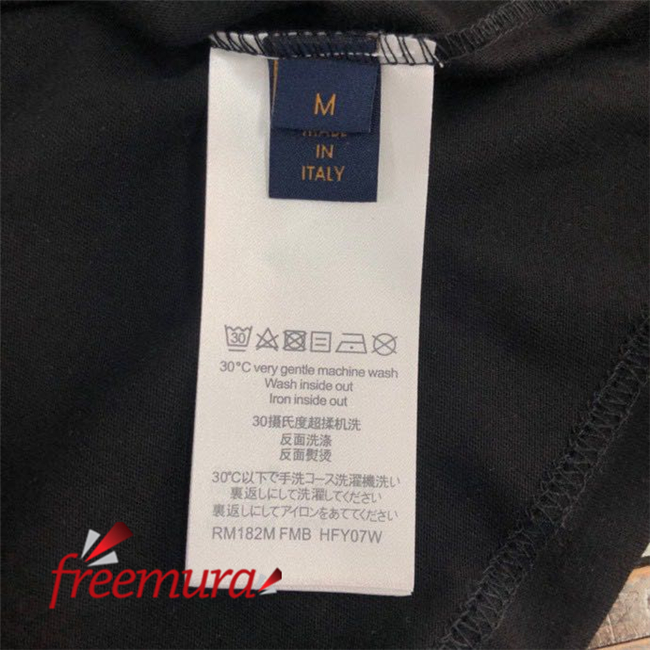 M
MADE
IN
ITALY
30
30°C very gentle machine wash
Wash inside out
Iron inside out
30摄氏度超揉机洗
反面洗涤
反面熨烫
30℃以下で手洗コース洗濯機洗い
裏返しにして洗濯してください
裏返しにしてアイロンをあててください
RM182M FMB HFY07W
freemura